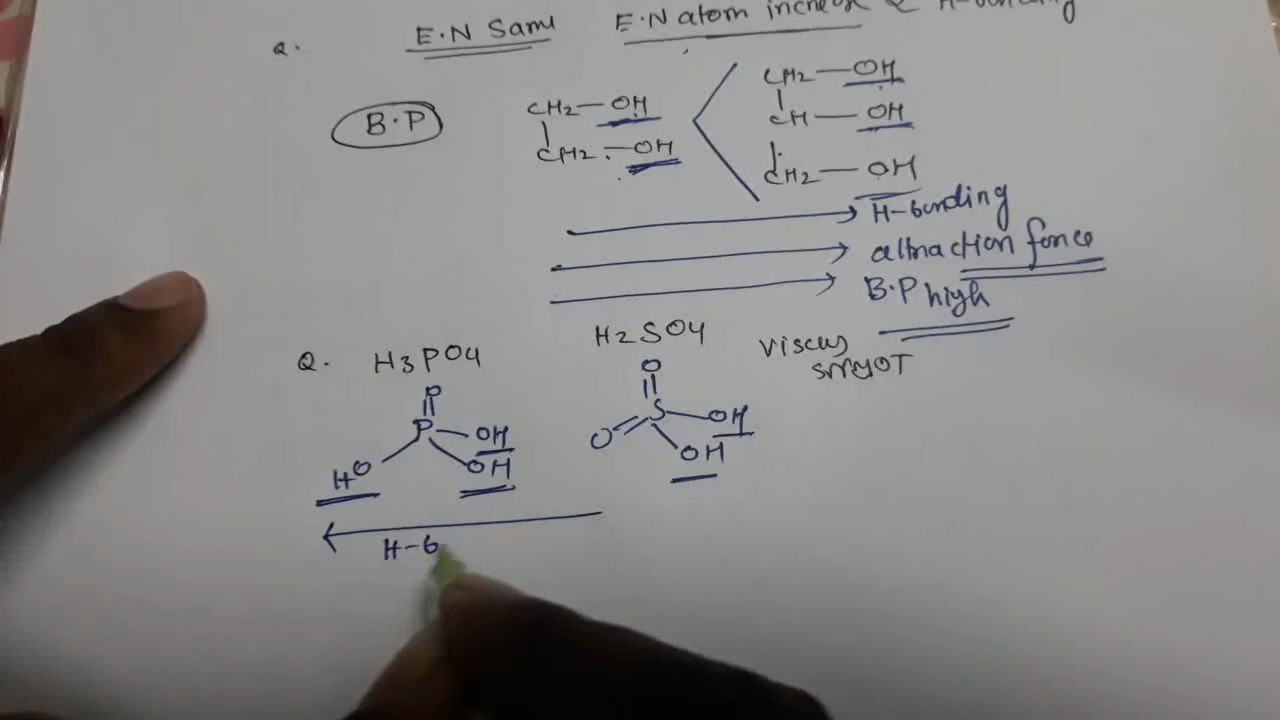 Q. E.N Same E.N atom increase H-bonding
B.P
CH2—OH
CH2.—OH
CH2—OH
CH—OH
CH2—OH
H-bonding
attraction force
B.P high
Q. H3PO4 H2SO4
O
P
OH
OH
HO
O
S
O
OH
OH
H-b